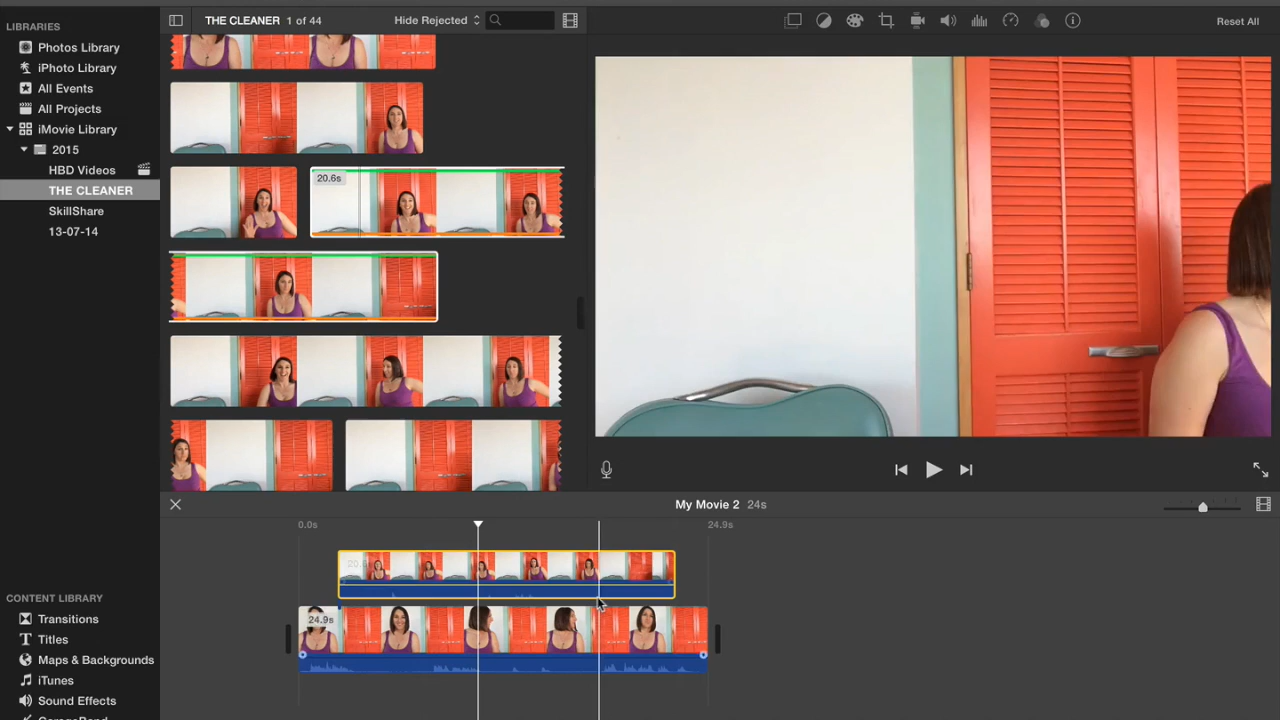 LIBRARIES
Photos Library
iPhoto Library
All Events
All Projects
iMovie Library
2015
HBD Videos
THE CLEANER
SkillShare
13-07-14
CONTENT LIBRARY
Transitions
Titles
Maps & Backgrounds
iTunes
Sound Effects
GarageBand
THE CLEANER 1 of 44
Hide Rejected
20.6s
Reset All
My Movie 2 24s
0.0s
24.9s
24.9s